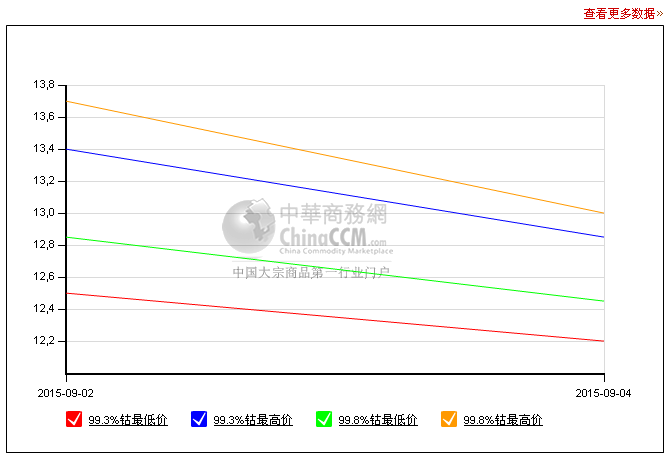 查看更多数据»
13,8
13,6
13,4
13,2
13,0
12,8
12,6
12,4
12,2
中華商務網
ChinaCCM.com
China Commodity Marketplace
中国大宗商品第一行业门户
2015-09-02 2015-09-04
99.3%钴最低价 99.3%钴最高价 99.8%钴最低价 99.8%钴最高价